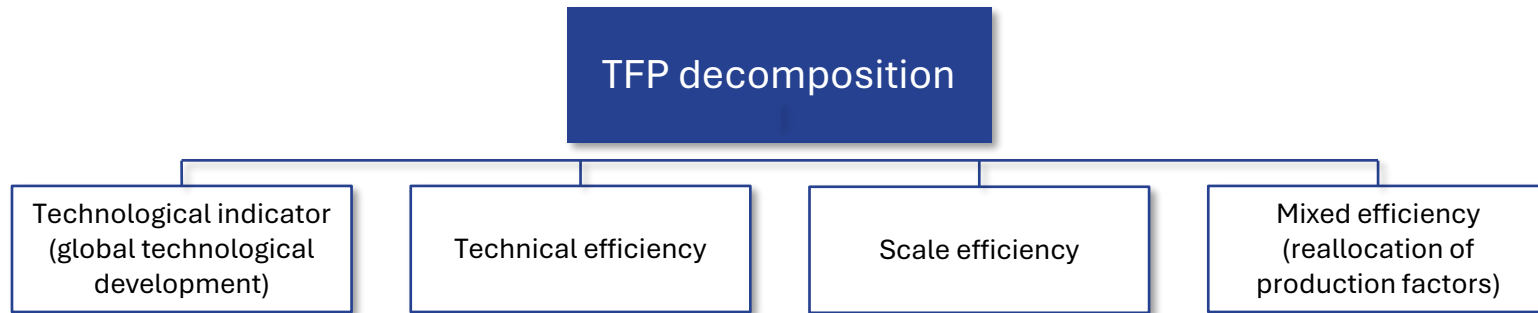 TFP decomposition
Technological indicator
(global technological
development)
Technical efficiency
Scale efficiency
Mixed efficiency
(reallocation of
production factors)